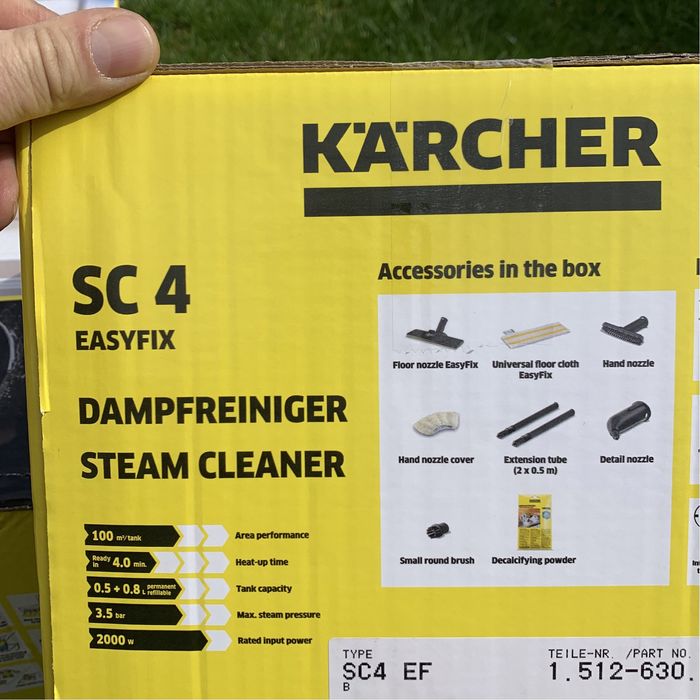 KÄRCHER
SC 4
EASYFIX
DAMPFREINIGER
STEAM CLEANER
100 m²/tank Area performance
Ready in 4.0 min. Heat-up time
0.5 + 0.8 L permanent refillable Tank capacity
3.5 bar Max. steam pressure
2000 W Rated input power
Accessories in the box
Floor nozzle EasyFix
Universal floor cloth
EasyFix
Hand nozzle
Hand nozzle cover
Extension tube
(2 x 0.5 m)
Detail nozzle
Small round brush
Decalcifying powder
TYPE
SC4 EF
B
TEILE-NR. /PART NO.
1.512-630.